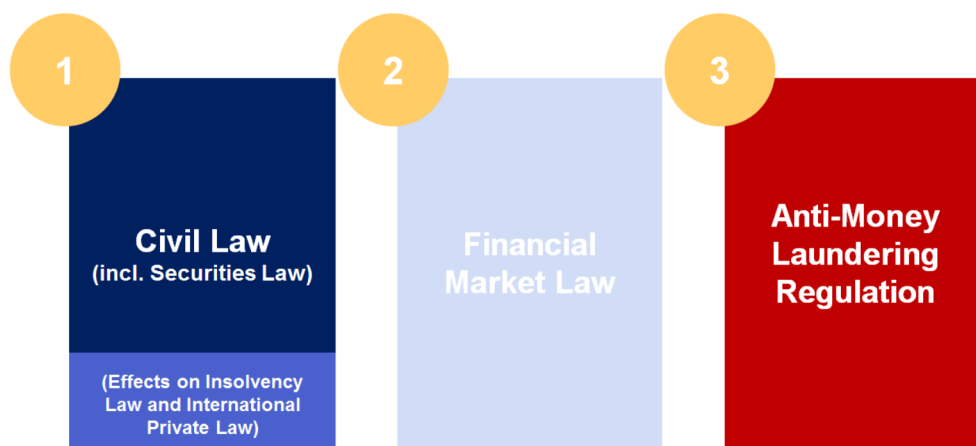 1
2
3
Civil Law
(incl. Securities Law)
(Effects on Insolvency
Law and International
Private Law)
Financial
Market Law
Anti-Money
Laundering
Regulation